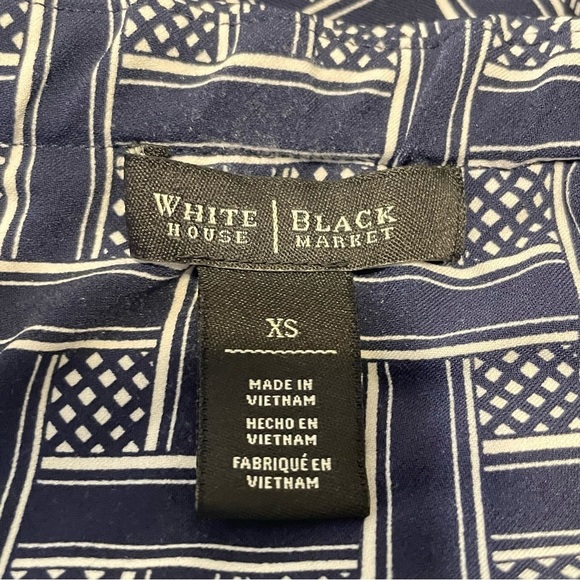 WHITE | BLACK
HOUSE | MARKET
XS
MADE IN
VIETNAM
HECHO EN
VIETNAM
FABRIQUÉ EN
VIETNAM